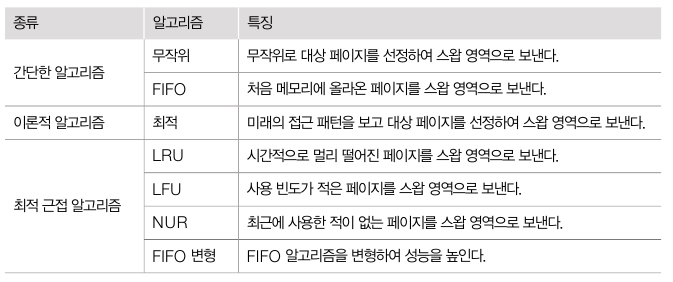 종류 알고리즘 특징
간단한 알고리즘 무작위 무작위로 대상 페이지를 선정하여 스왑 영역으로 보낸다.
FIFO 처음 메모리에 올라온 페이지를 스왑 영역으로 보낸다.
이론적 알고리즘 최적 미래의 접근 패턴을 보고 대상 페이지를 선정하여 스왑 영역으로 보낸다.
최적 근접 알고리즘 LRU 시간적으로 멀리 떨어진 페이지를 스왑 영역으로 보낸다.
LFU 사용 빈도가 적은 페이지를 스왑 영역으로 보낸다.
NUR 최근에 사용한 적이 없는 페이지를 스왑 영역으로 보낸다.
FIFO 변형 FIFO 알고리즘을 변형하여 성능을 높인다.